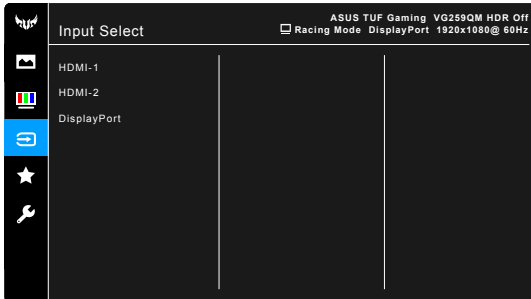 ASUS TUF Gaming VG259QM HDR Off
Input Select
Racing Mode DisplayPort 1920x1080@ 60Hz
HDMI-1
HDMI-2
DisplayPort